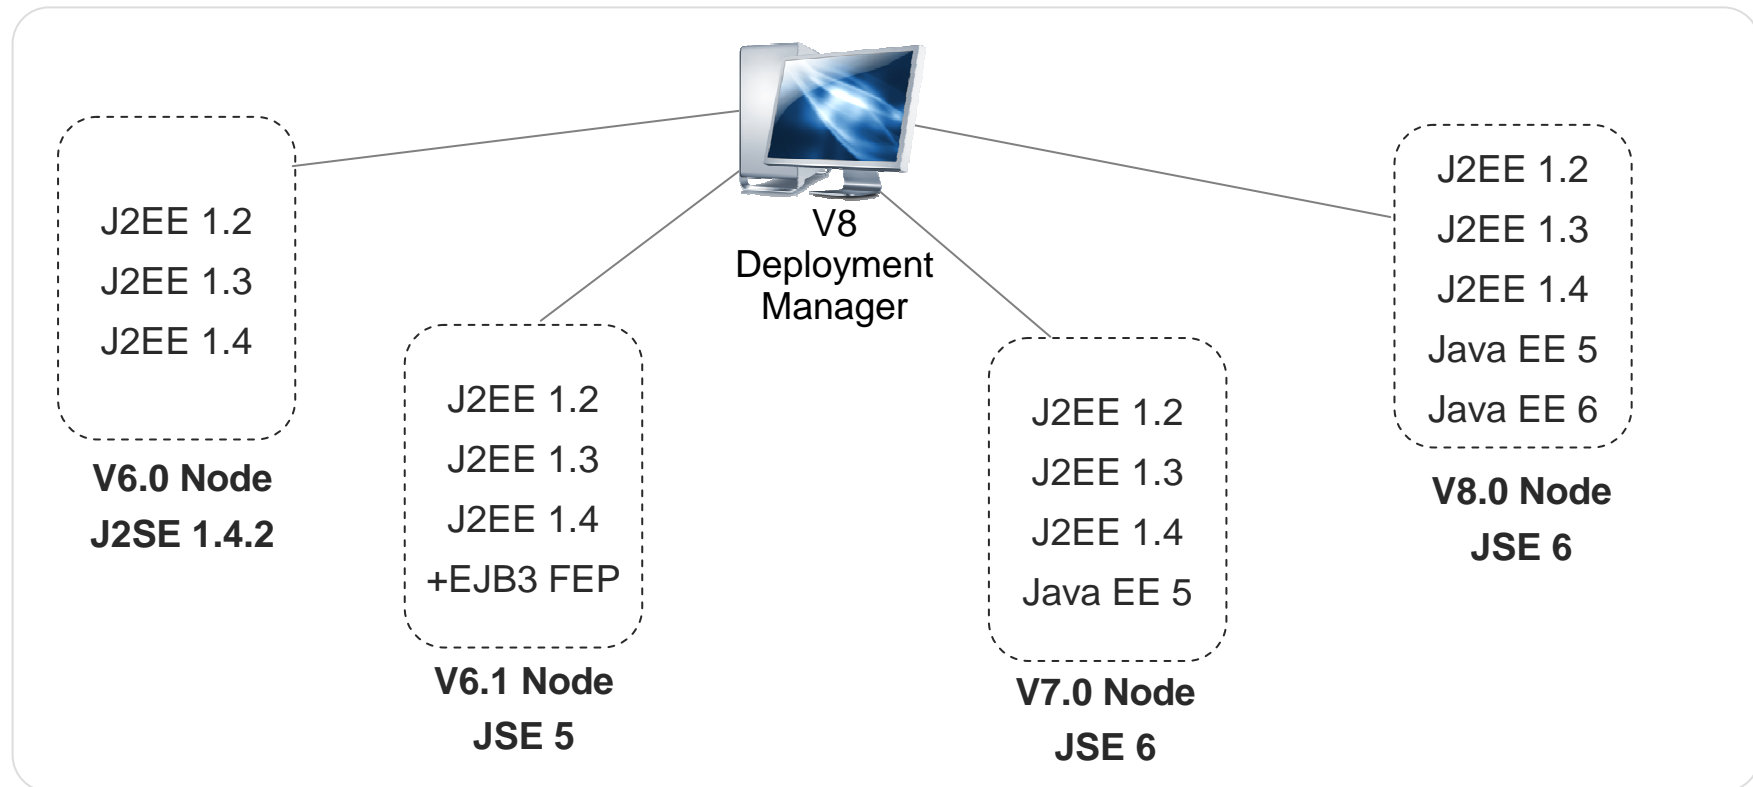 V8
Deployment
Manager
J2EE 1.2
J2EE 1.3
J2EE 1.4
V6.0 Node
J2SE 1.4.2
J2EE 1.2
J2EE 1.3
J2EE 1.4
+EJB3 FEP
V6.1 Node
JSE 5
J2EE 1.2
J2EE 1.3
J2EE 1.4
Java EE 5
V7.0 Node
JSE 6
J2EE 1.2
J2EE 1.3
J2EE 1.4
Java EE 5
Java EE 6
V8.0 Node
JSE 6